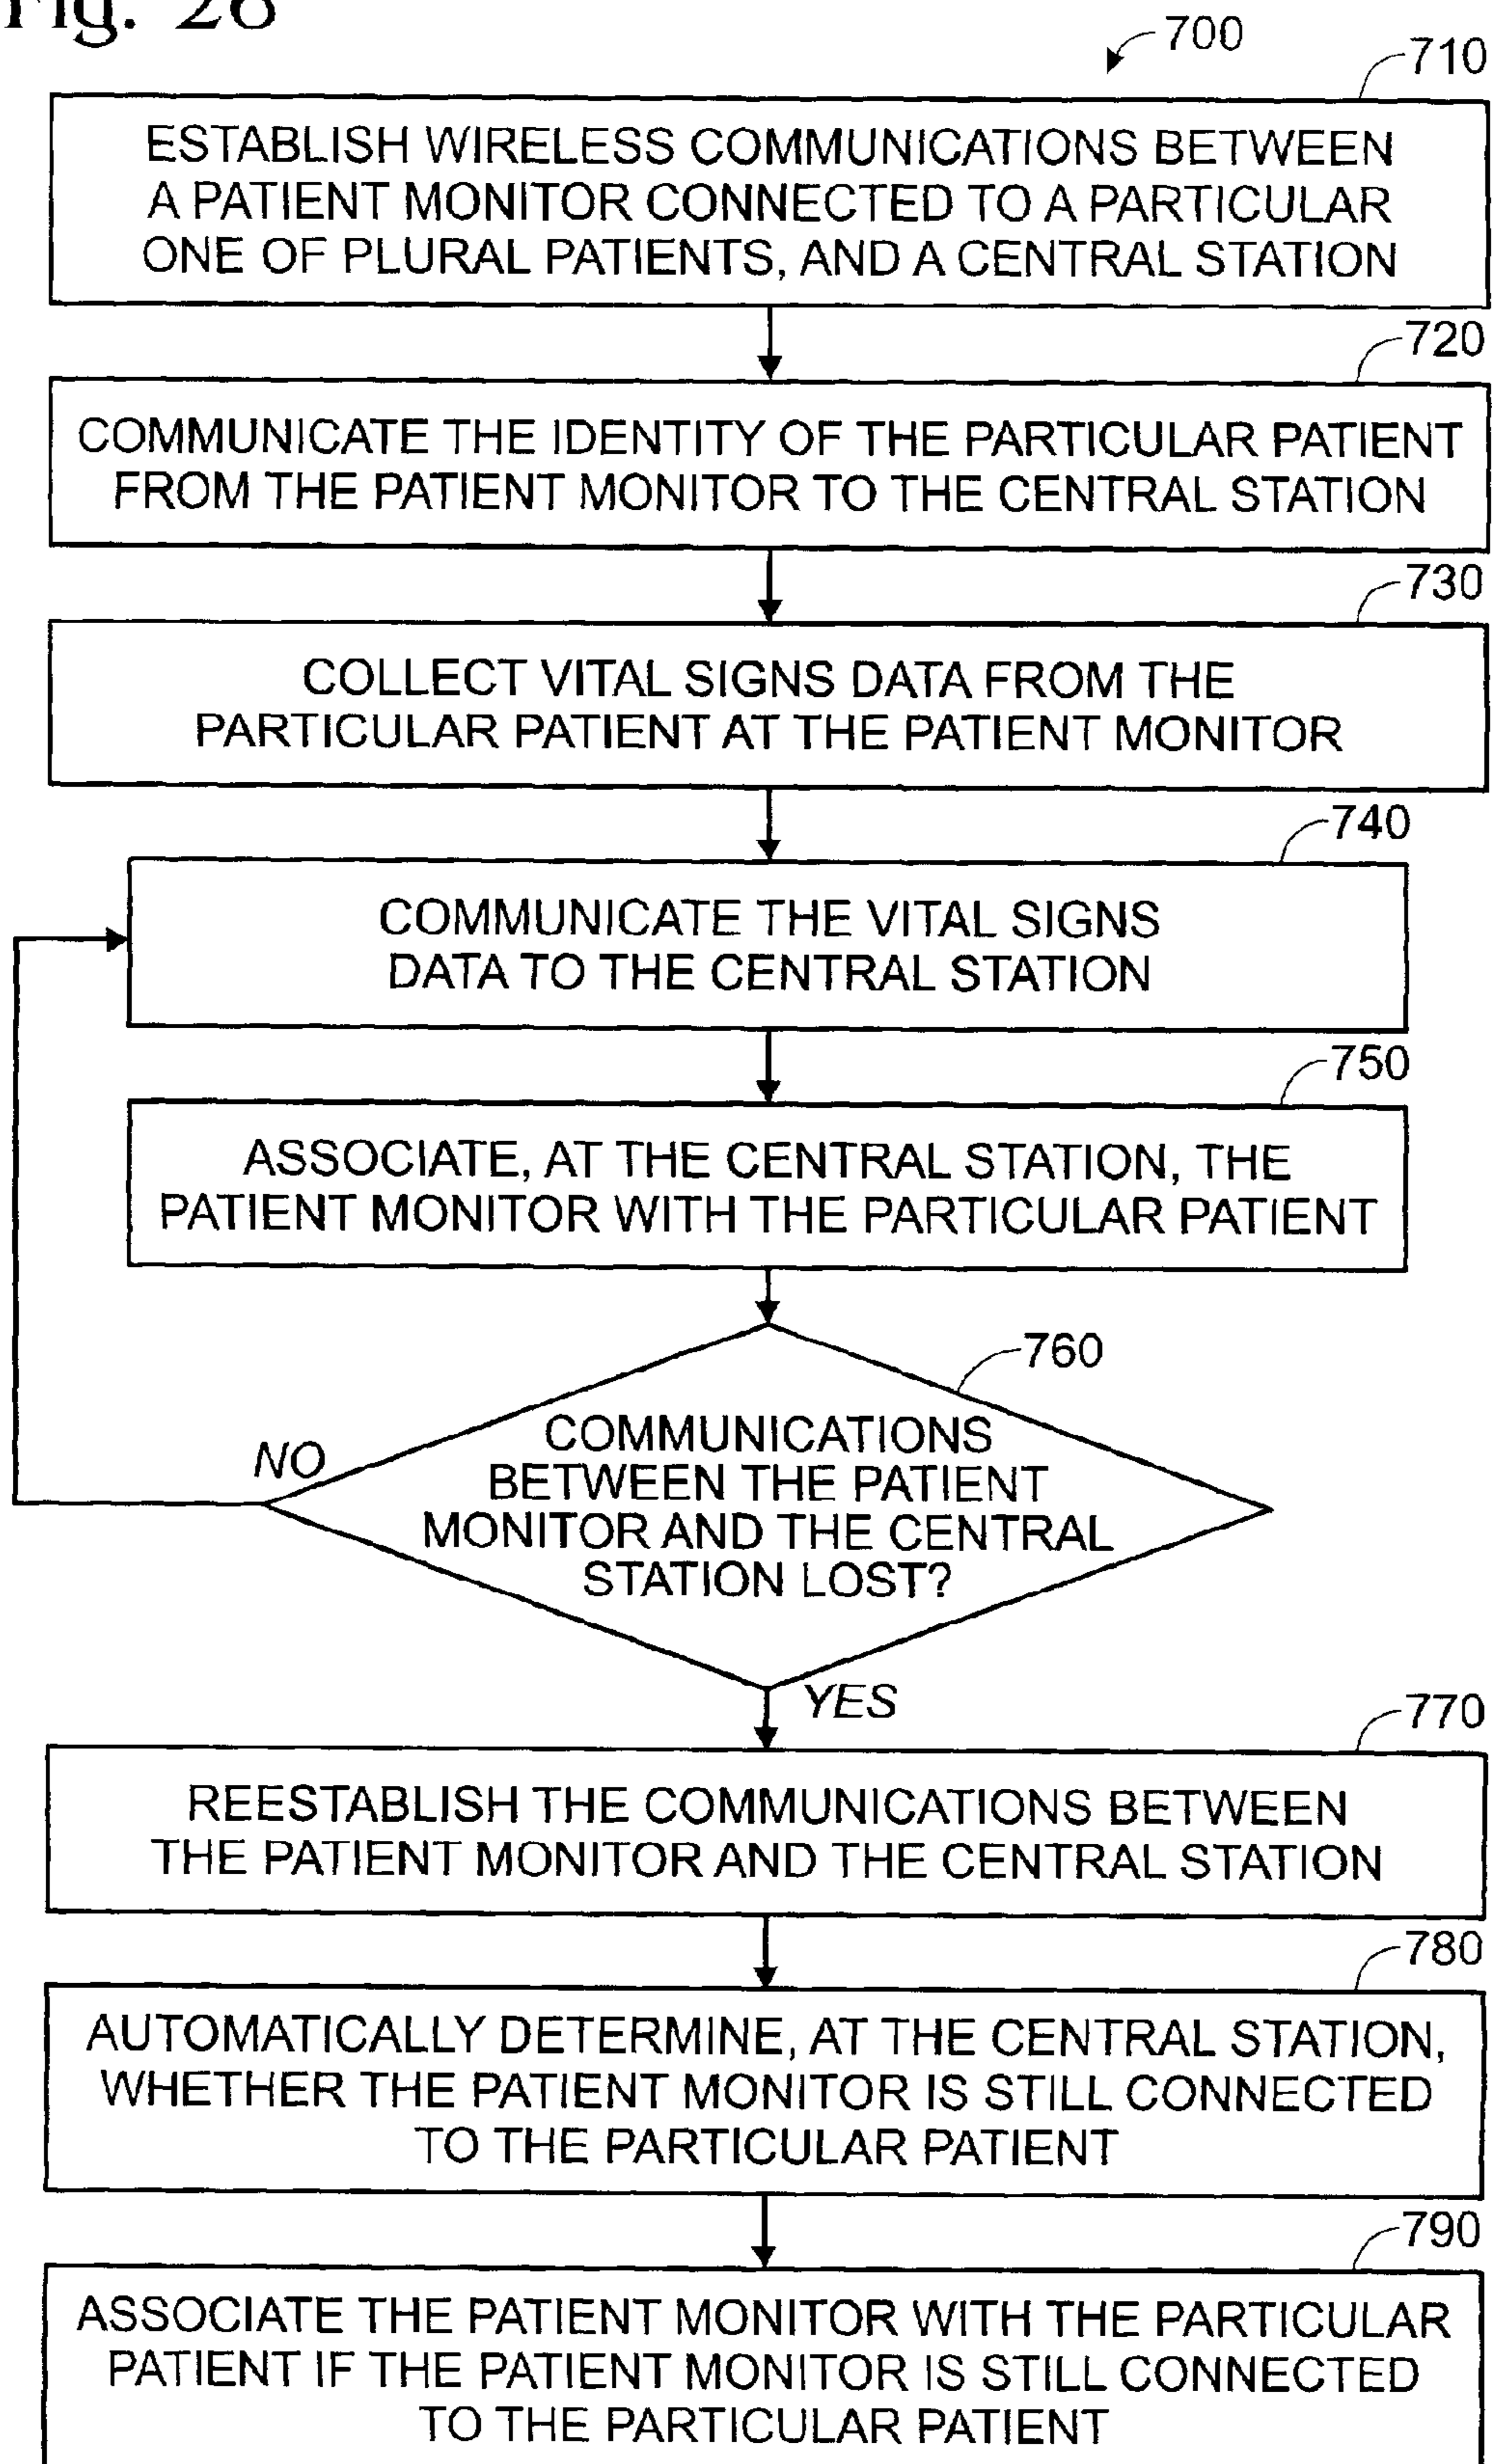 Fig. 26
700
710
ESTABLISH WIRELESS COMMUNICATIONS BETWEEN
A PATIENT MONITOR CONNECTED TO A PARTICULAR
ONE OF PLURAL PATIENTS, AND A CENTRAL STATION
720
COMMUNICATE THE IDENTITY OF THE PARTICULAR PATIENT
FROM THE PATIENT MONITOR TO THE CENTRAL STATION
730
COLLECT VITAL SIGNS DATA FROM THE
PARTICULAR PATIENT AT THE PATIENT MONITOR
740
COMMUNICATE THE VITAL SIGNS
DATA TO THE CENTRAL STATION
750
ASSOCIATE, AT THE CENTRAL STATION, THE
PATIENT MONITOR WITH THE PARTICULAR PATIENT
760
COMMUNICATIONS
BETWEEN THE PATIENT
MONITOR AND THE CENTRAL
STATION LOST?
NO
YES
770
REESTABLISH THE COMMUNICATIONS BETWEEN
THE PATIENT MONITOR AND THE CENTRAL STATION
780
AUTOMATICALLY DETERMINE, AT THE CENTRAL STATION,
WHETHER THE PATIENT MONITOR IS STILL CONNECTED
TO THE PARTICULAR PATIENT
790
ASSOCIATE THE PATIENT MONITOR WITH THE PARTICULAR
PATIENT IF THE PATIENT MONITOR IS STILL CONNECTED
TO THE PARTICULAR PATIENT